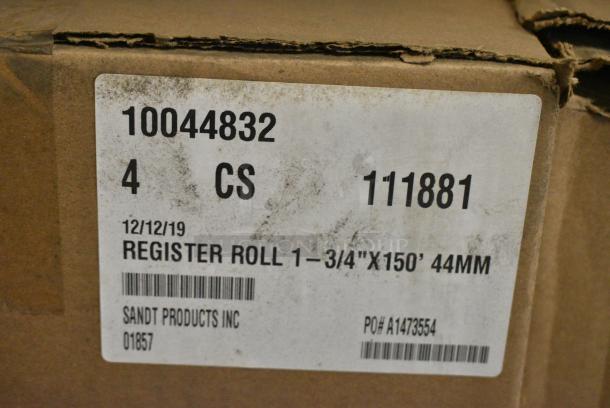 10044832
4 CS 111881
12/12/19
REGISTER ROLL 1-3/4"X150' 44MM
SANDT PRODUCTS INC
01857
PO# A1473554